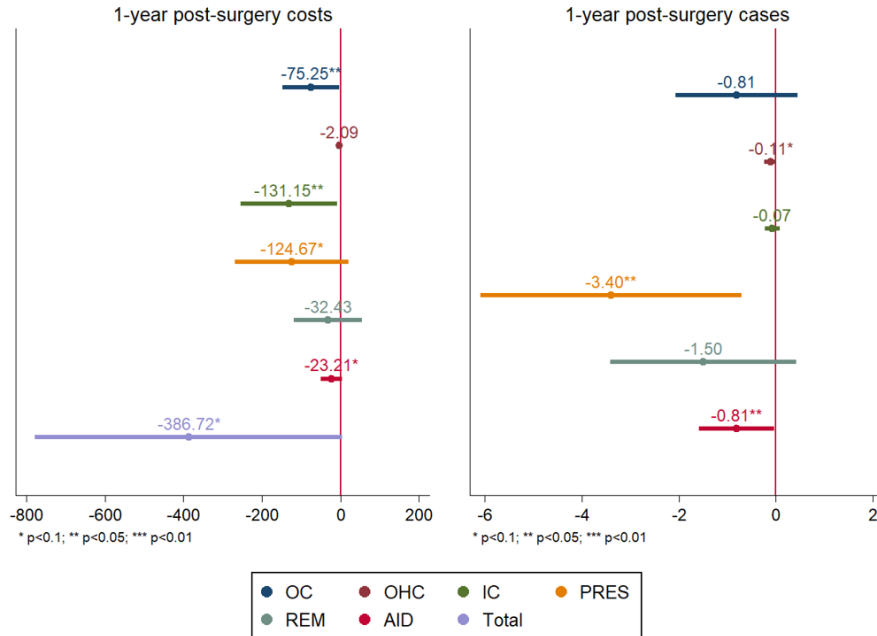 1-year post-surgery costs
-75.25**
-2.09
-131.15**
-124.67*
-32.43
-23.21*
-386.72*
-800 -600 -400 -200 0 200
* p<0.1; ** p<0.05; *** p<0.01
1-year post-surgery cases
-0.81
-0.11*
-0.07
-3.40**
-1.50
-0.81**
-6 -4 -2 0 2
* p<0.1; ** p<0.05; *** p<0.01
OC OHC IC PRES
REM AID Total